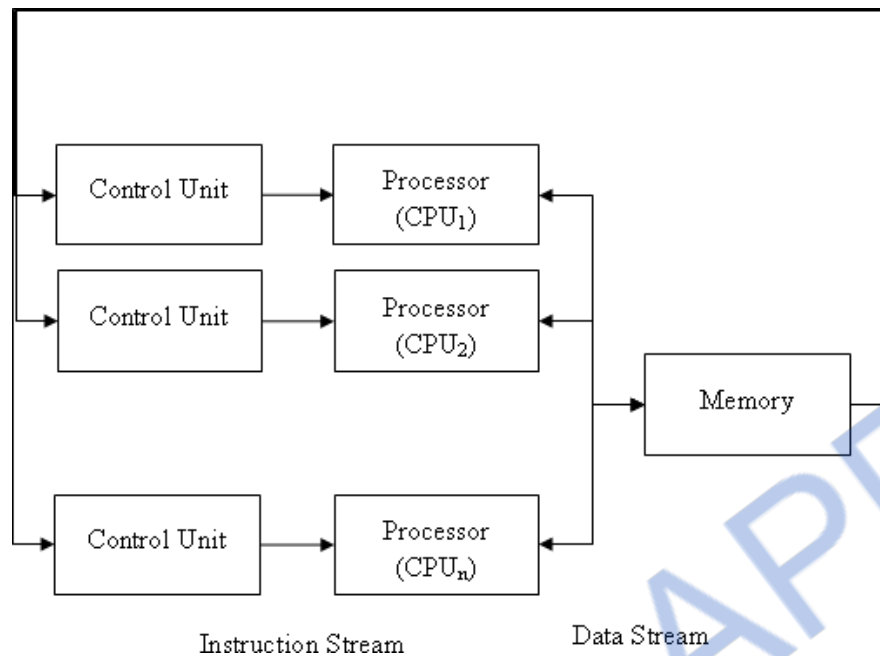 Control Unit
Processor
(CPU₁)
Control Unit
Processor
(CPU₂)
Memory
Control Unit
Processor
(CPUₙ)
Instruction Stream
Data Stream